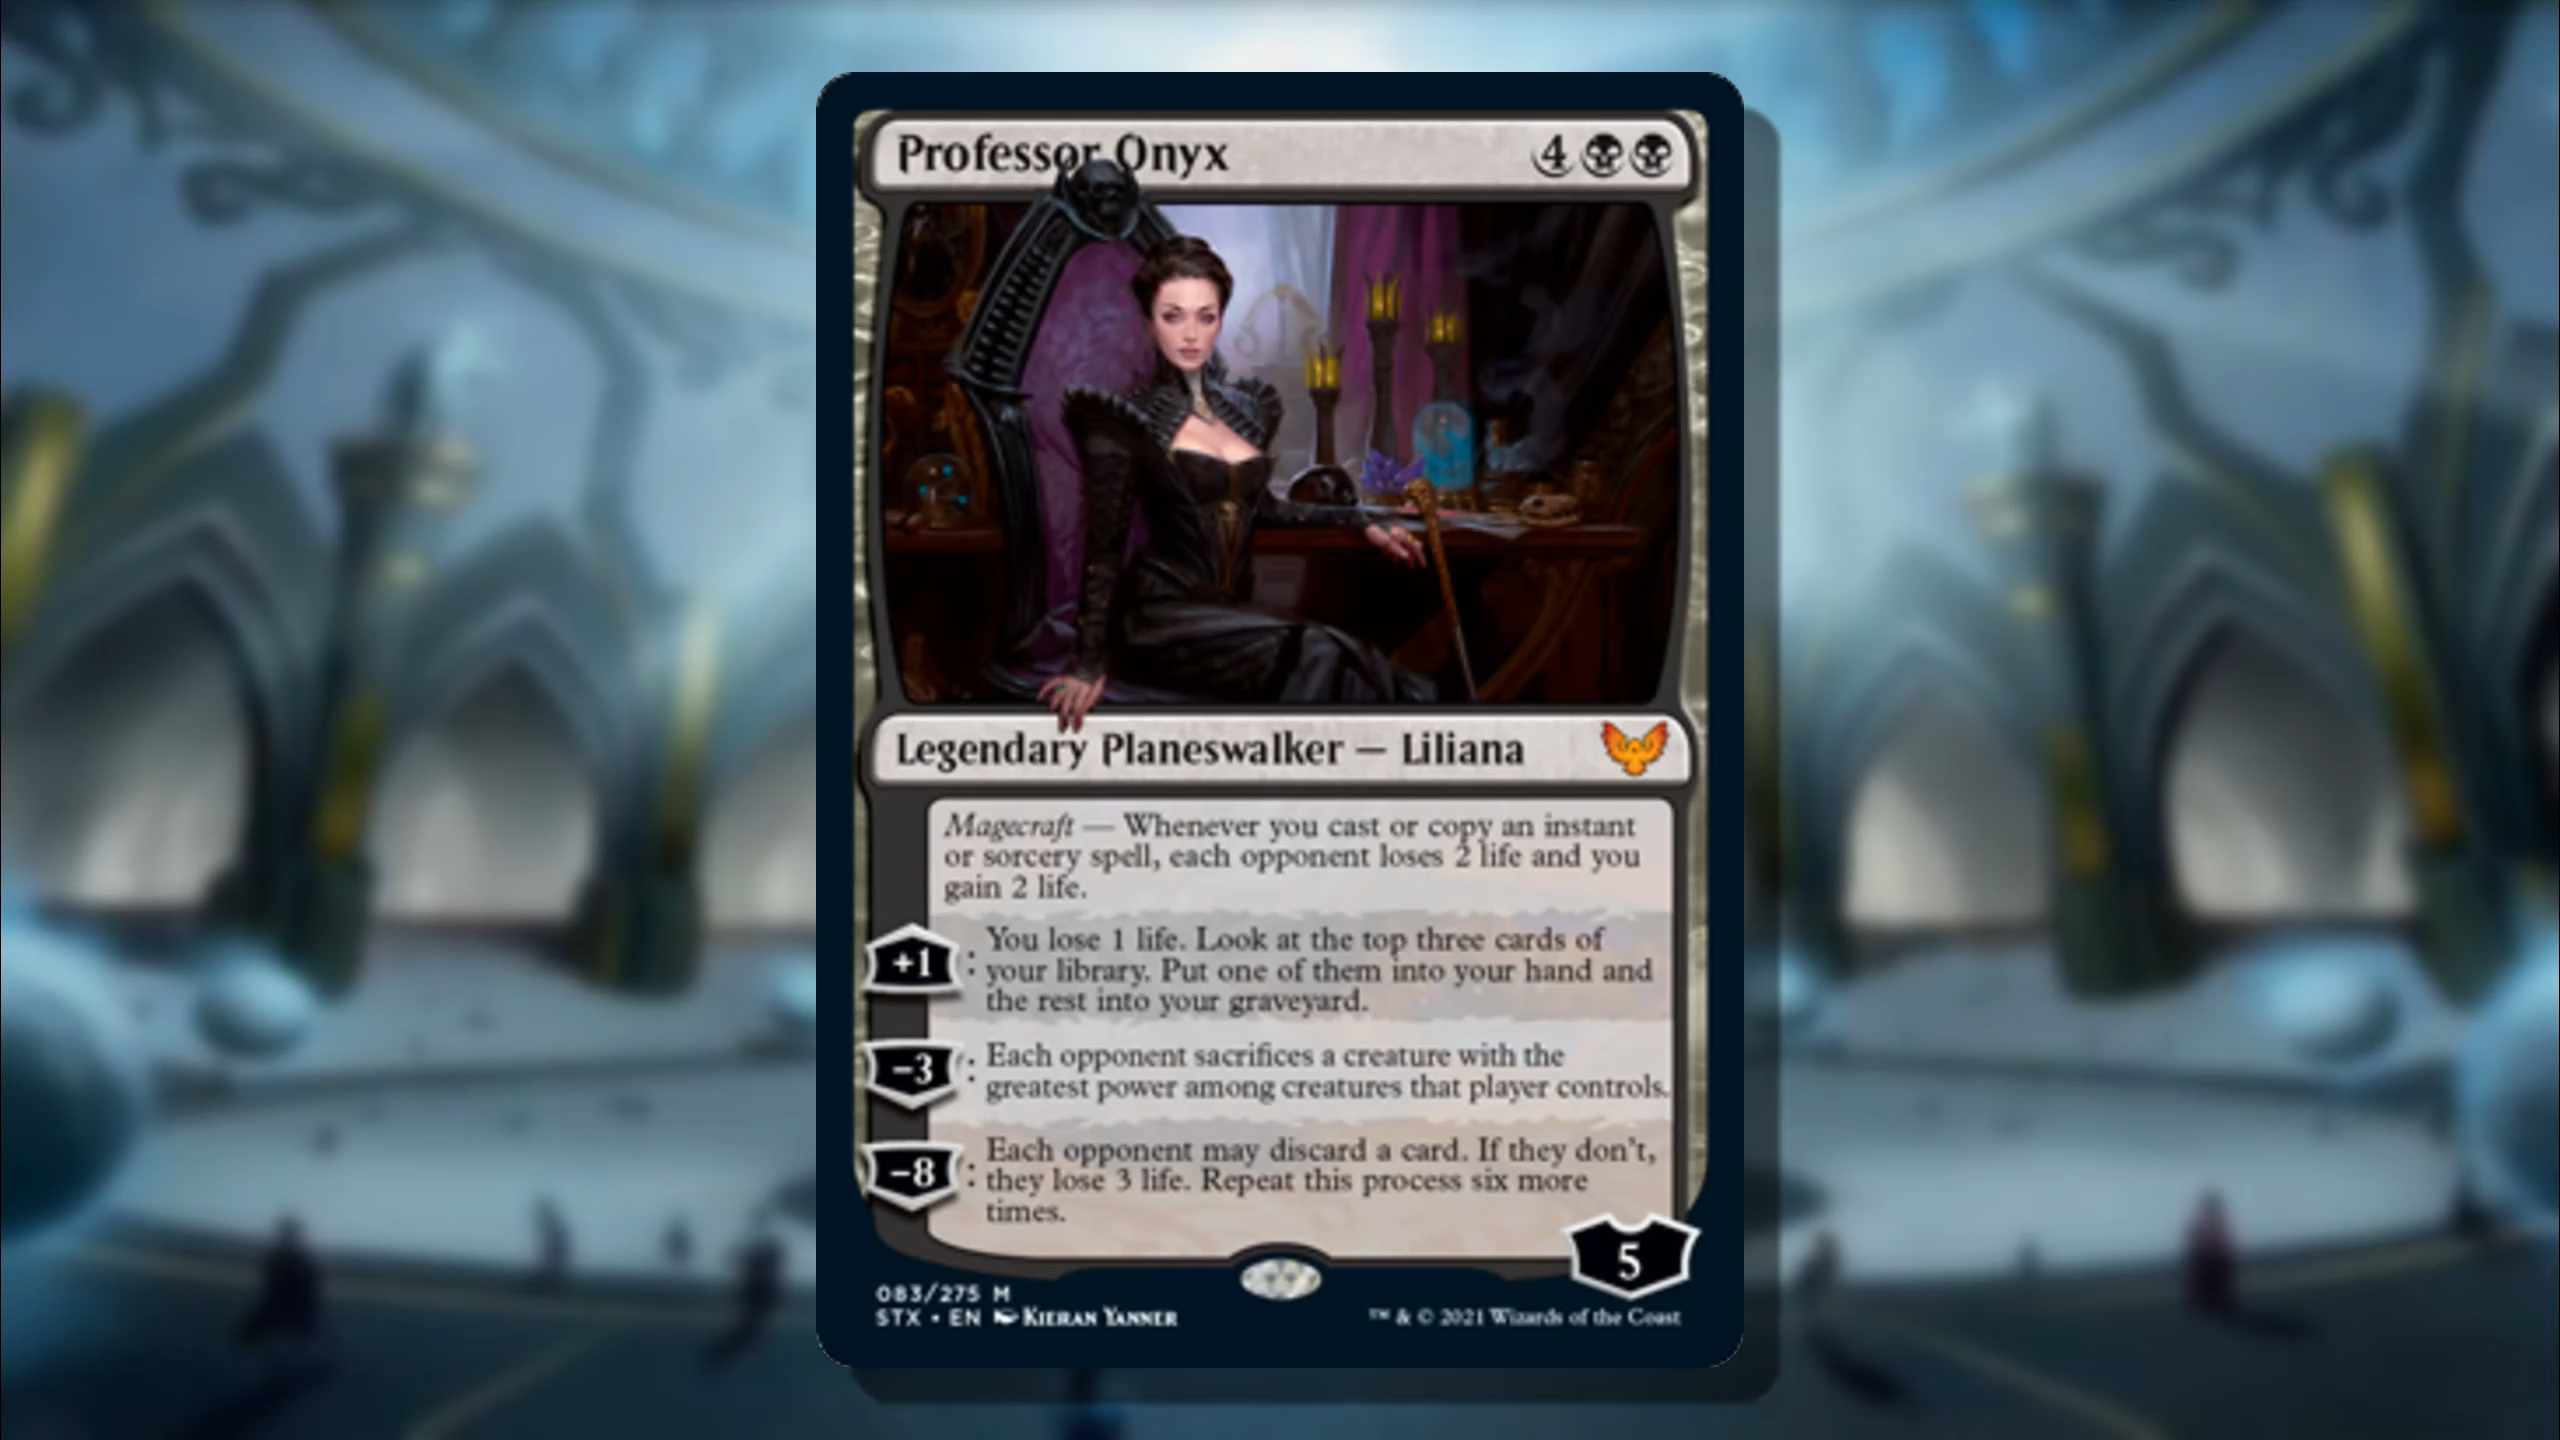 Professor Onyx 4
Legendary Planeswalker — Liliana
Magecraft — Whenever you cast or copy an instant
or sorcery spell, each opponent loses 2 life and you
gain 2 life.
+1 : You lose 1 life. Look at the top three cards of
your library. Put one of them into your hand and
the rest into your graveyard.
−3 : Each opponent sacrifices a creature with the
greatest power among creatures that player controls.
−8 : Each opponent may discard a card. If they don't,
they lose 3 life. Repeat this process six more
times.
5
083/275 M
STX • EN KIERAN YANNER
™ & © 2021 Wizards of the Coast